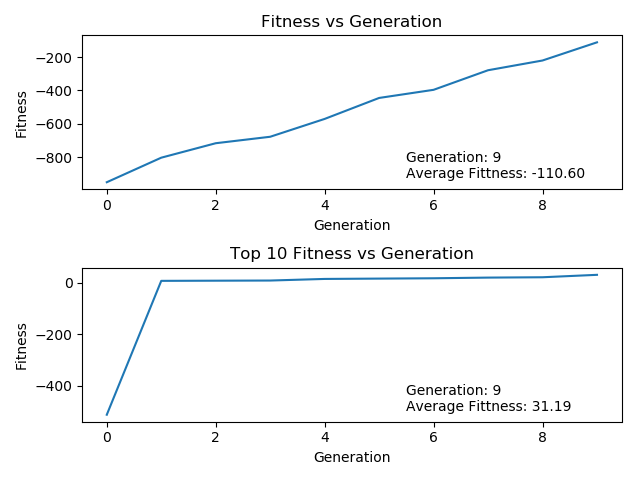 Fitness vs Generation
−200
−400
−600
−800
Fitness
Generation: 9
Average Fittness: -110.60
0 2 4 6 8
Generation
Top 10 Fitness vs Generation
0
−200
−400
Fitness
Generation: 9
Average Fittness: 31.19
0 2 4 6 8
Generation